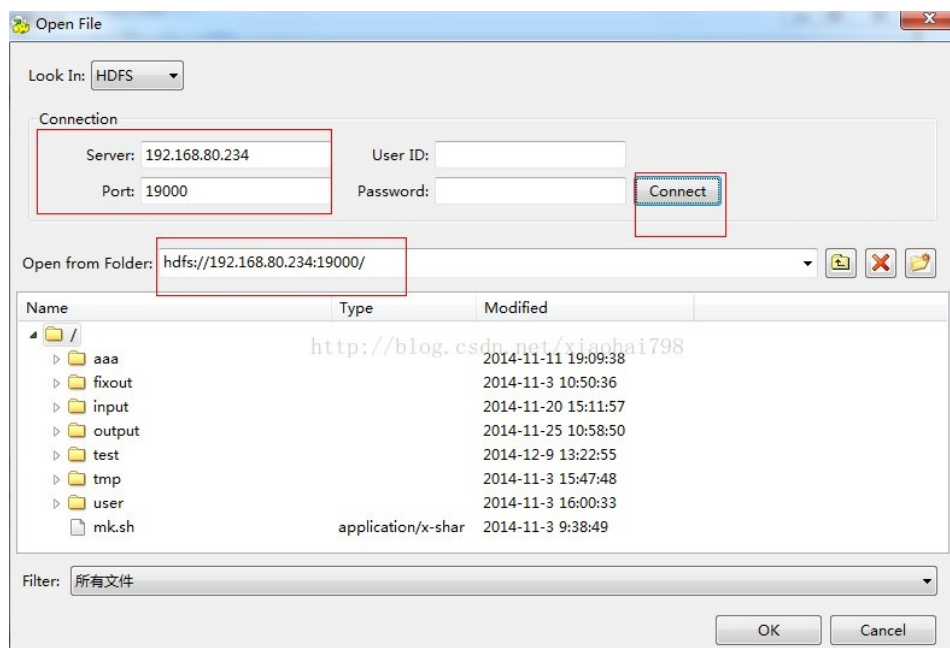 Open File
Look In: HDFS
Connection
Server: 192.168.80.234 User ID:
Port: 19000 Password: Connect
Open from Folder: hdfs://192.168.80.234:19000/
Name Type Modified
/
http://blog.csdn.net/xiaohai798
aaa 2014-11-11 19:09:38
fixout 2014-11-3 10:50:36
input 2014-11-20 15:11:57
output 2014-11-25 10:58:50
test 2014-12-9 13:22:55
tmp 2014-11-3 15:47:48
user 2014-11-3 16:00:33
mk.sh application/x-shar 2014-11-3 9:38:49
Filter: 所有文件
OK Cancel